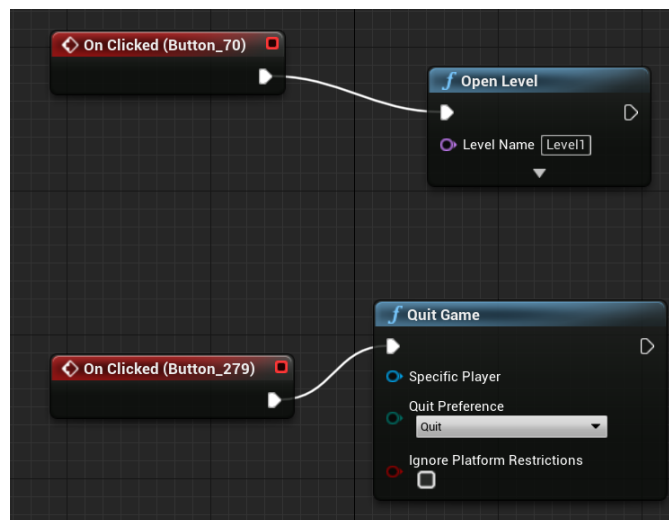 On Clicked (Button_70)
f Open Level
Level Name Level1
f Quit Game
On Clicked (Button_279)
Specific Player
Quit Preference
Quit
Ignore Platform Restrictions